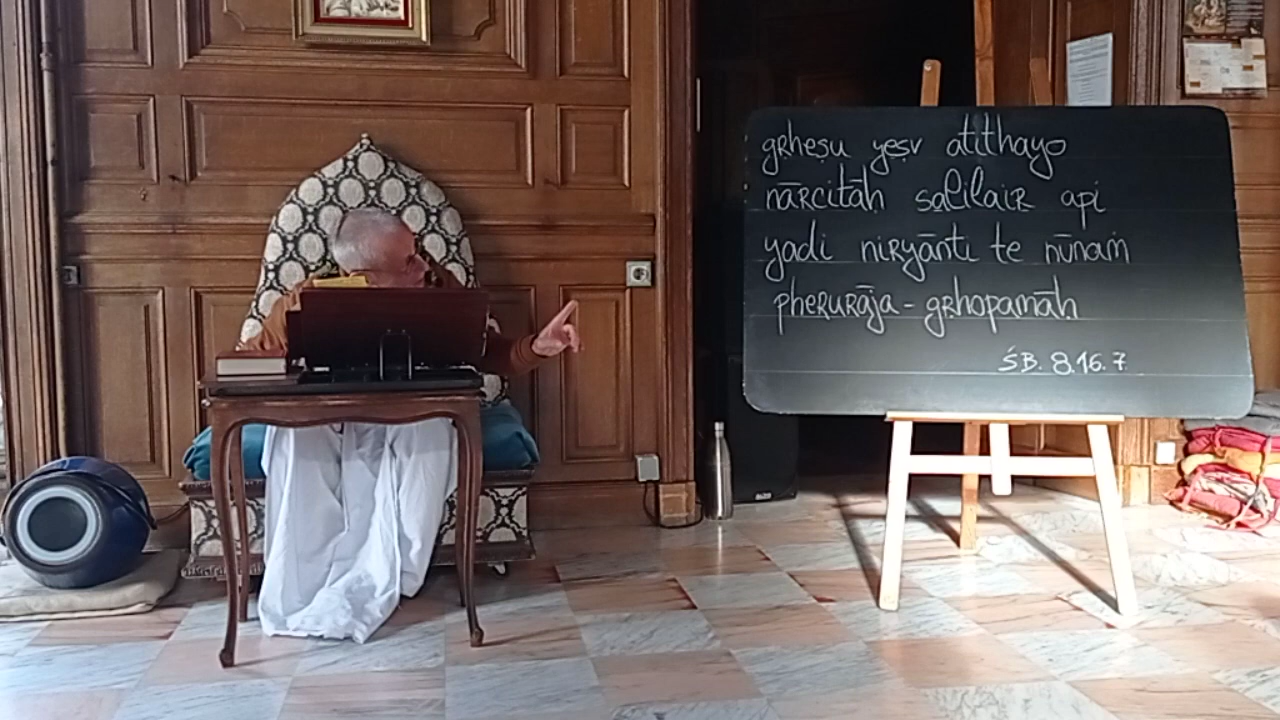 gṛheṣu yeṣv atithayo
nārcitāḥ salilair api
yadi niryānti te nūnaṁ
pherurāja-gṛhopamāḥ
ŚB. 8.16.7